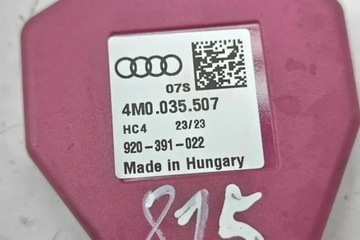 07S
4M0.035.507
HC4 23/23
920-391-022
Made in Hungary
815